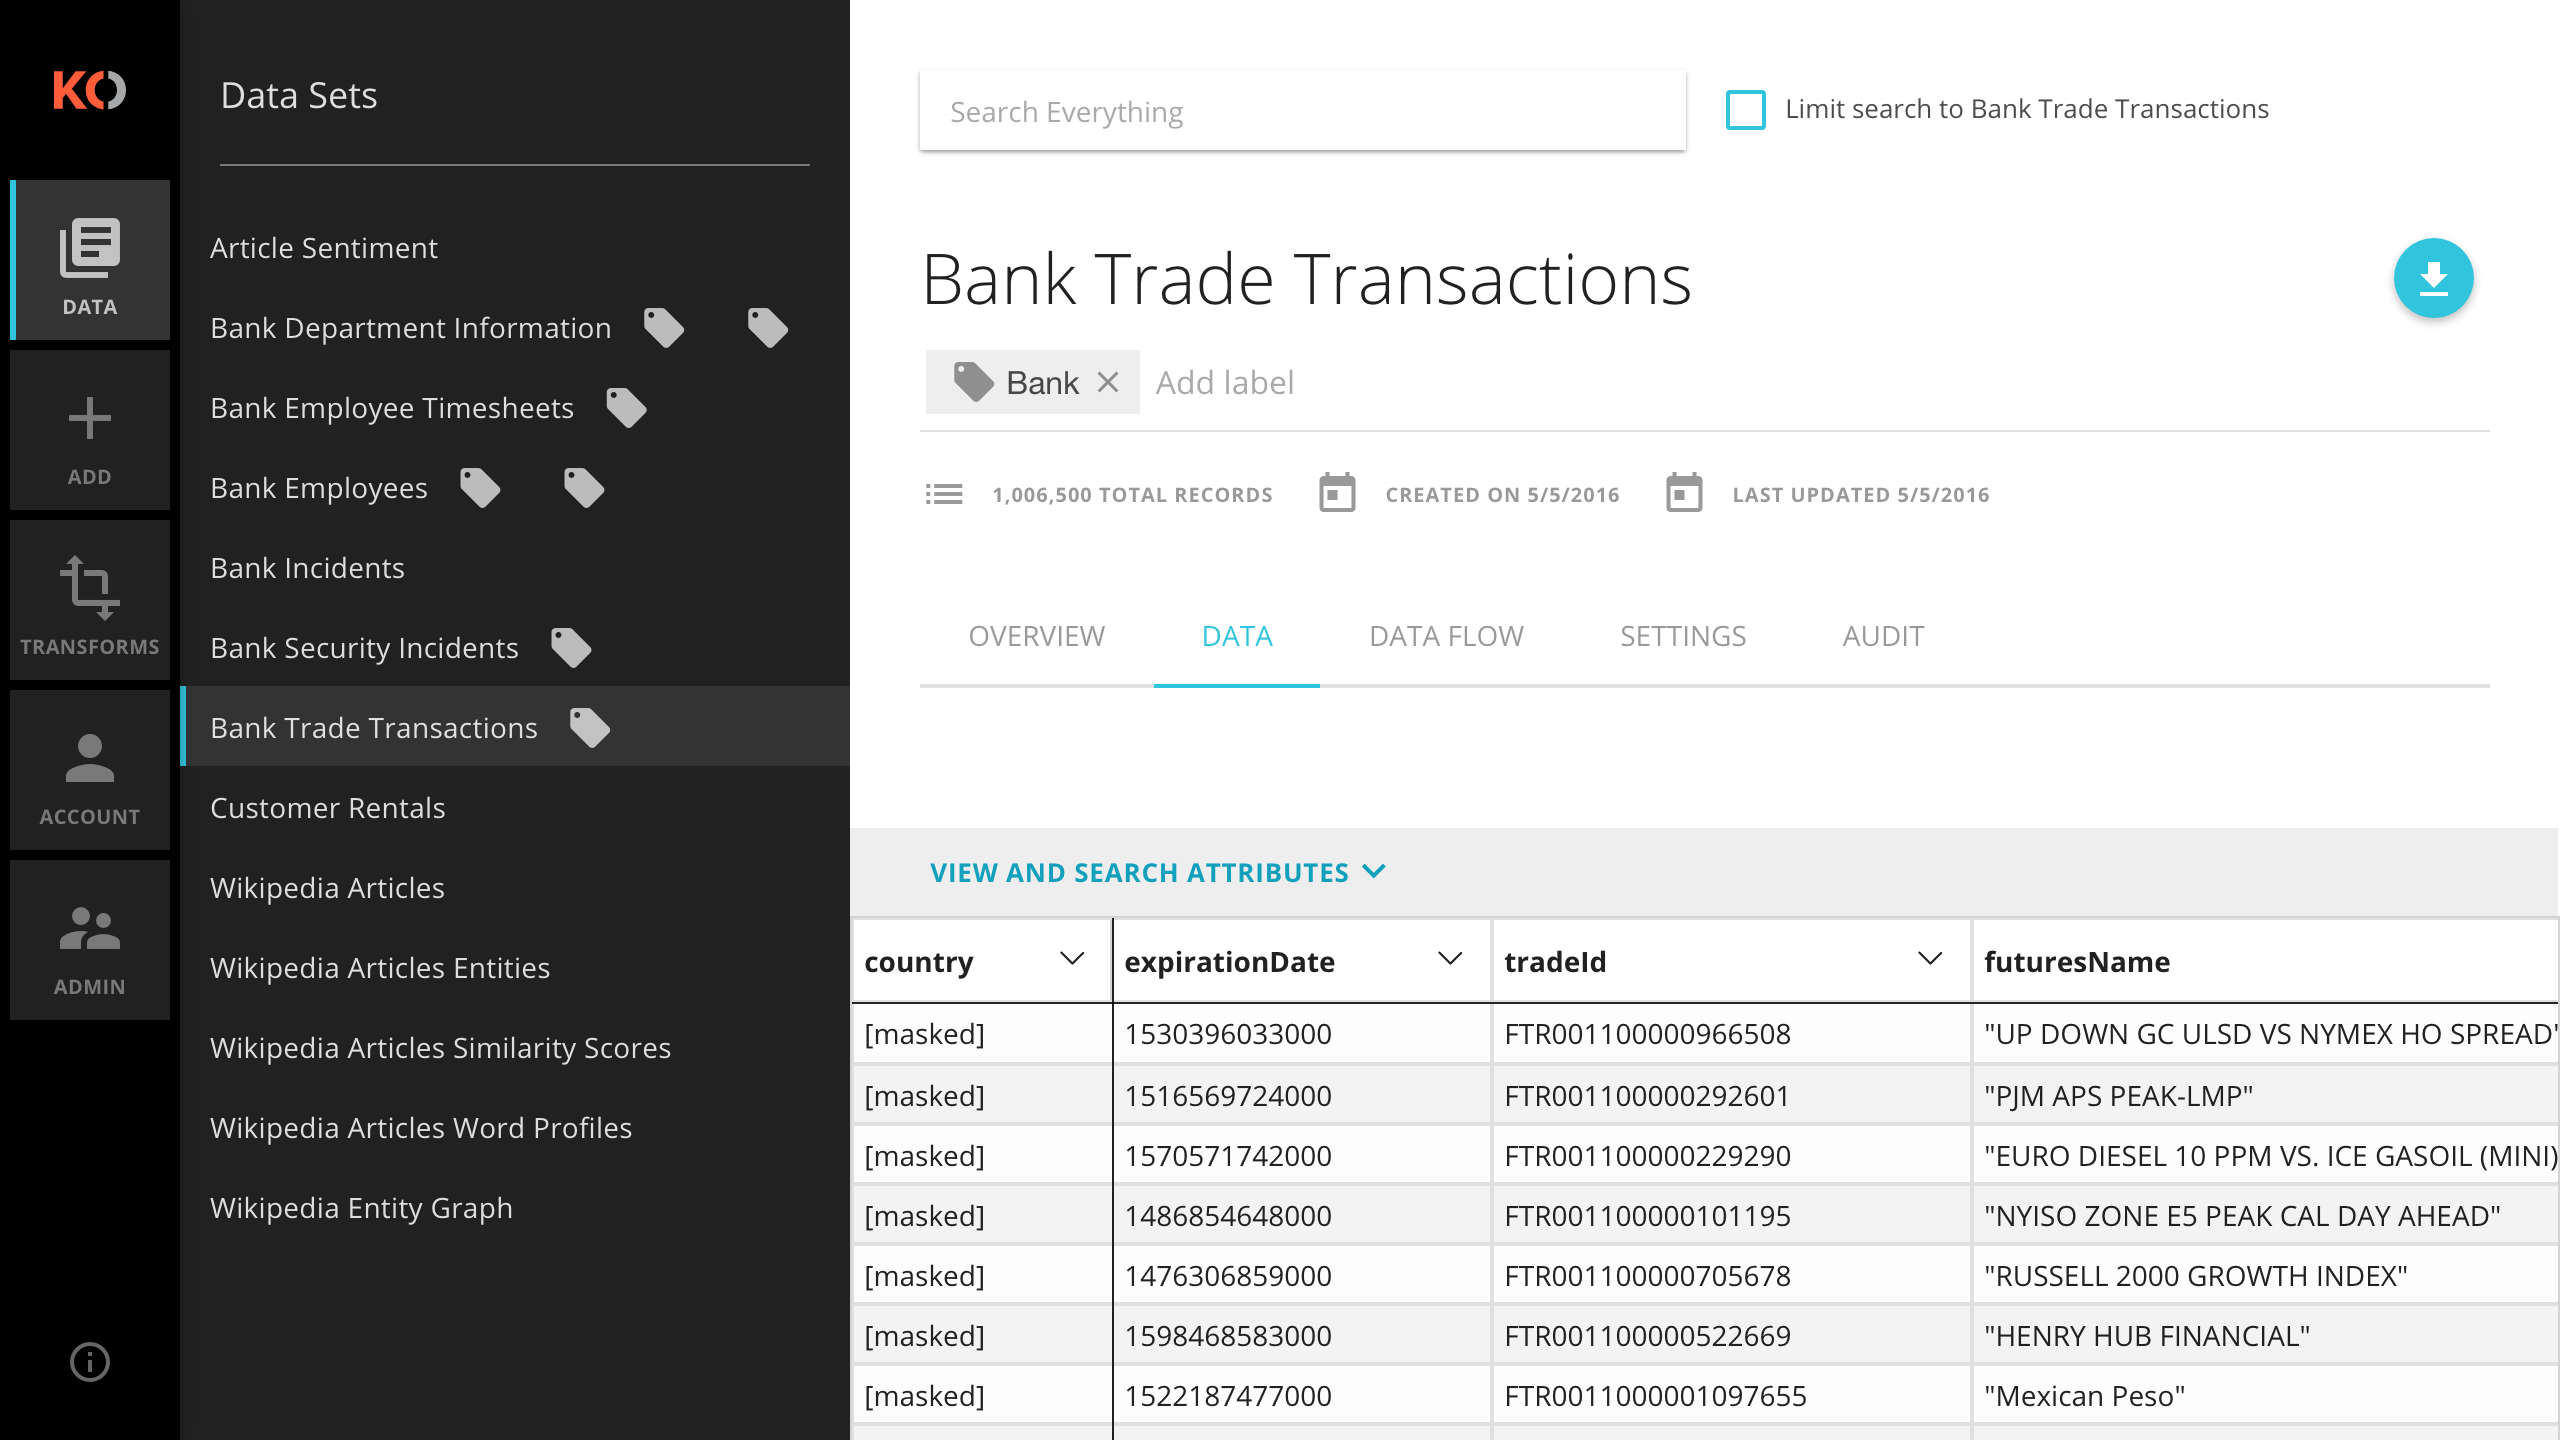 KO
DATA
ADD
TRANSFORMS
ACCOUNT
ADMIN
Data Sets
Article Sentiment
Bank Department Information
Bank Employee Timesheets
Bank Employees
Bank Incidents
Bank Security Incidents
Bank Trade Transactions
Customer Rentals
Wikipedia Articles
Wikipedia Articles Entities
Wikipedia Articles Similarity Scores
Wikipedia Articles Word Profiles
Wikipedia Entity Graph
Search Everything
Limit search to Bank Trade Transactions
Bank Trade Transactions
Bank Add label
1,006,500 TOTAL RECORDS CREATED ON 5/5/2016 LAST UPDATED 5/5/2016
OVERVIEW DATA DATA FLOW SETTINGS AUDIT
VIEW AND SEARCH ATTRIBUTES
country expirationDate tradeId futuresName
[masked] 1530396033000 FTR001100000966508 "UP DOWN GC ULSD VS NYMEX HO SPREAD"
[masked] 1516569724000 FTR001100000292601 "PJM APS PEAK-LMP"
[masked] 1570571742000 FTR001100000229290 "EURO DIESEL 10 PPM VS. ICE GASOIL (MINI)
[masked] 1486854648000 FTR001100000101195 "NYISO ZONE E5 PEAK CAL DAY AHEAD"
[masked] 1476306859000 FTR001100000705678 "RUSSELL 2000 GROWTH INDEX"
[masked] 1598468583000 FTR001100000522669 "HENRY HUB FINANCIAL"
[masked] 1522187477000 FTR0011000001097655 "Mexican Peso"